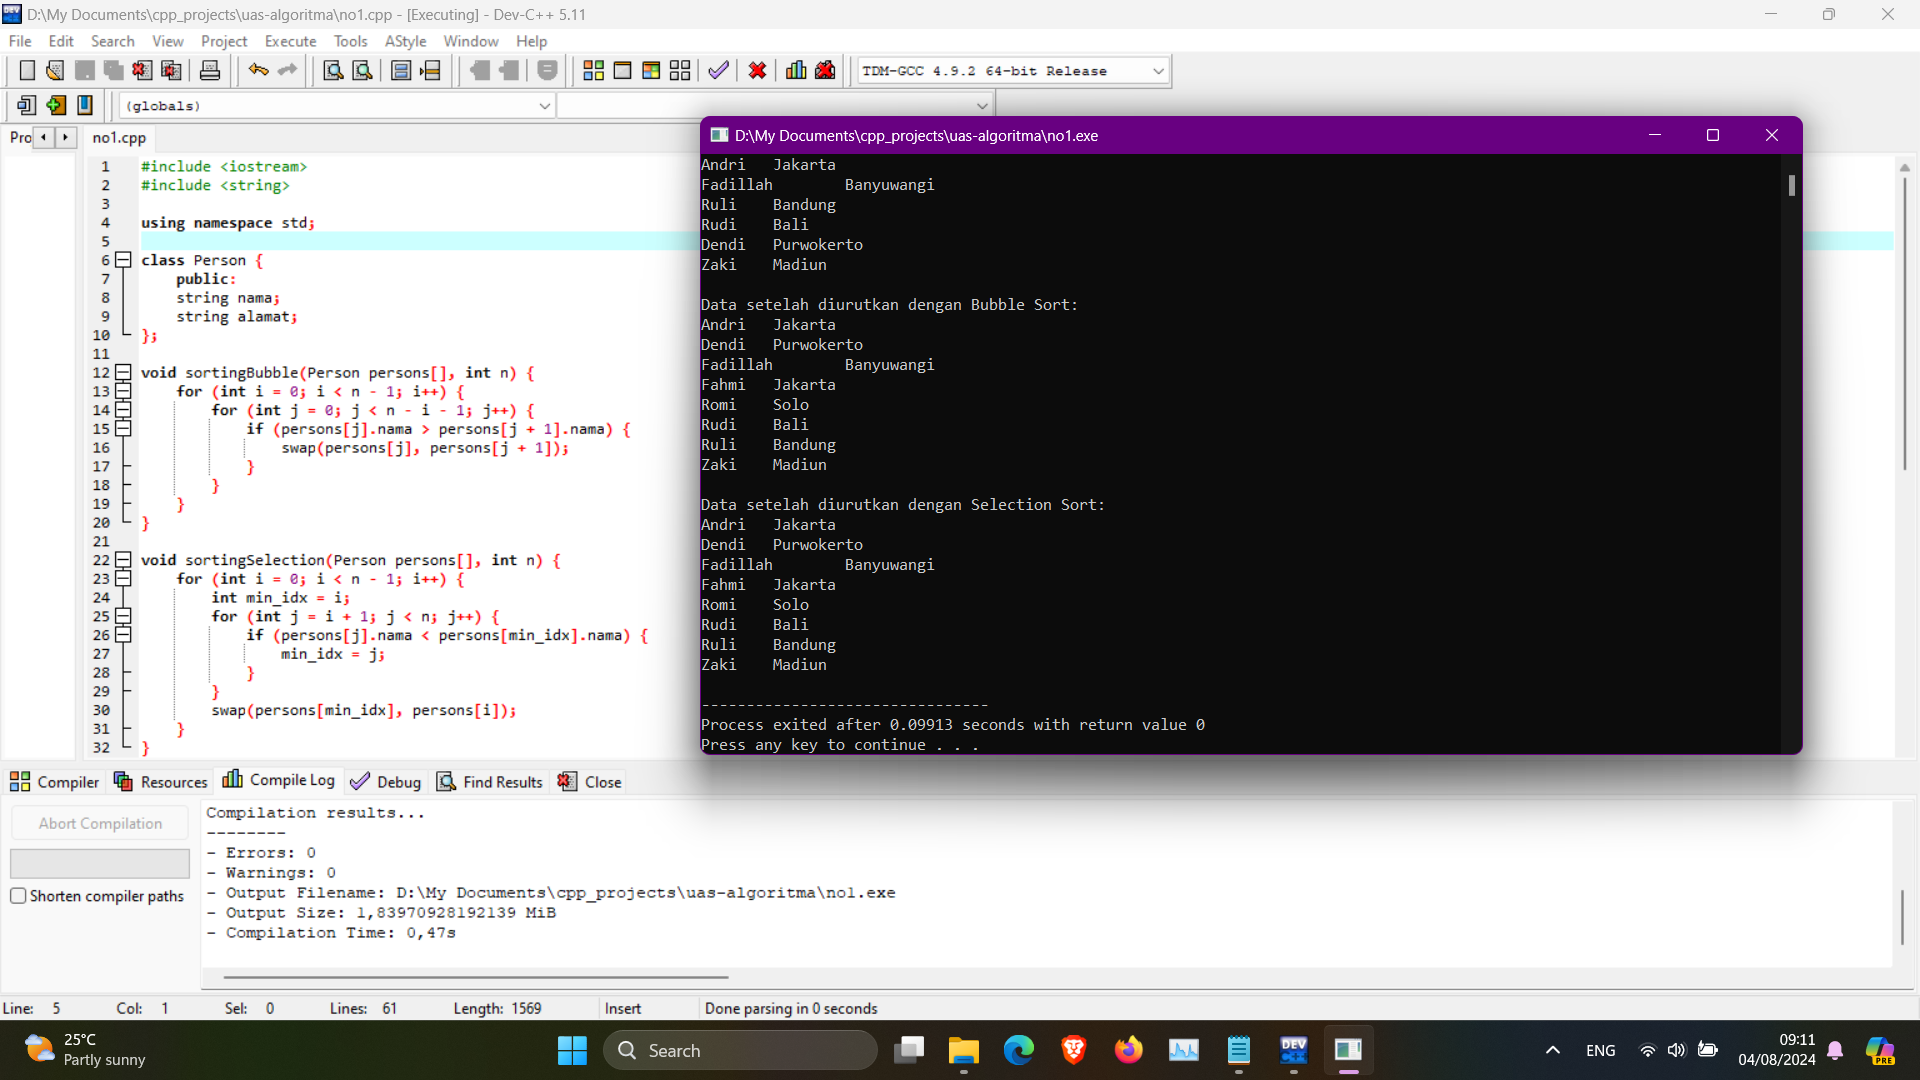 D:\My Documents\cpp_projects\uas-algoritma\no1.cpp - [Executing] - Dev-C++ 5.11
File Edit Search View Project Execute Tools AStyle Window Help
TDM-GCC 4.9.2 64-bit Release
(globals)
Pro
no1.cpp
1 #include <iostream>
2 #include <string>
3
4 using namespace std;
5
6 class Person {
7 public:
8 string nama;
9 string alamat;
10 };
11
12 void sortingBubble(Person persons[], int n) {
13 for (int i = 0; i < n - 1; i++) {
14 for (int j = 0; j < n - i - 1; j++) {
15 if (persons[j].nama > persons[j + 1].nama) {
16 swap(persons[j], persons[j + 1]);
17 }
18 }
19 }
20 }
21
22 void sortingSelection(Person persons[], int n) {
23 for (int i = 0; i < n - 1; i++) {
24 int min_idx = i;
25 for (int j = i + 1; j < n; j++) {
26 if (persons[j].nama < persons[min_idx].nama) {
27 min_idx = j;
28 }
29 }
30 swap(persons[min_idx], persons[i]);
31 }
32 }
D:\My Documents\cpp_projects\uas-algoritma\no1.exe
Andri Jakarta
Fadillah Banyuwangi
Ruli Bandung
Rudi Bali
Dendi Purwokerto
Zaki Madiun
Data setelah diurutkan dengan Bubble Sort:
Andri Jakarta
Dendi Purwokerto
Fadillah Banyuwangi
Fahmi Jakarta
Romi Solo
Rudi Bali
Ruli Bandung
Zaki Madiun
Data setelah diurutkan dengan Selection Sort:
Andri Jakarta
Dendi Purwokerto
Fadillah Banyuwangi
Fahmi Jakarta
Romi Solo
Rudi Bali
Ruli Bandung
Zaki Madiun
--------------------------------
Process exited after 0.09913 seconds with return value 0
Press any key to continue . . .
Compiler Resources Compile Log Debug Find Results Close
Abort Compilation
Shorten compiler paths
Compilation results...
--------
- Errors: 0
- Warnings: 0
- Output Filename: D:\My Documents\cpp_projects\uas-algoritma\no1.exe
- Output Size: 1,83970928192139 MiB
- Compilation Time: 0,47s
Line: 5 Col: 1 Sel: 0 Lines: 61 Length: 1569 Insert Done parsing in 0 seconds
25°C
Partly sunny
Search
DEV
ENG
09:11
04/08/2024
PRE